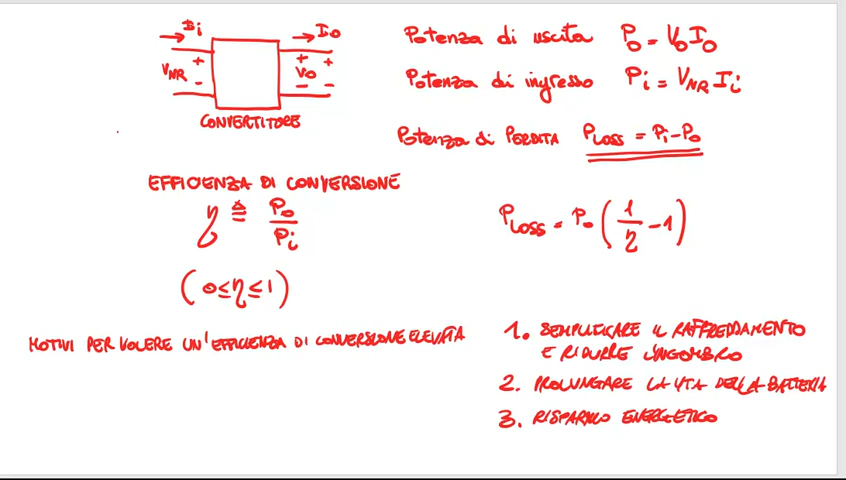 Ii
Io
VNR
+
-
+
Vo
-
+
-
CONVERTITORE
Potenza di uscita Po = VoIo
Potenza di ingresso Pi = VNR Ii
Potenza di PERDITA PLOSS = Pi - Po
EFFICIENZA DI CONVERSIONE
η ≜ Po/Pi
(0≤η≤1)
PLOSS = Po (1/η - 1)
MOTIVI PER VOLERE UN'EFFICIENZA DI CONVERSIONE ELEVATA
1. SEMPLIFICARE IL RAFFREDDAMENTO
E RIDURRE L'INGOMBRO
2. PROLUNGARE LA VITA DELLA BATTERIA
3. RISPARMIO ENERGETICO